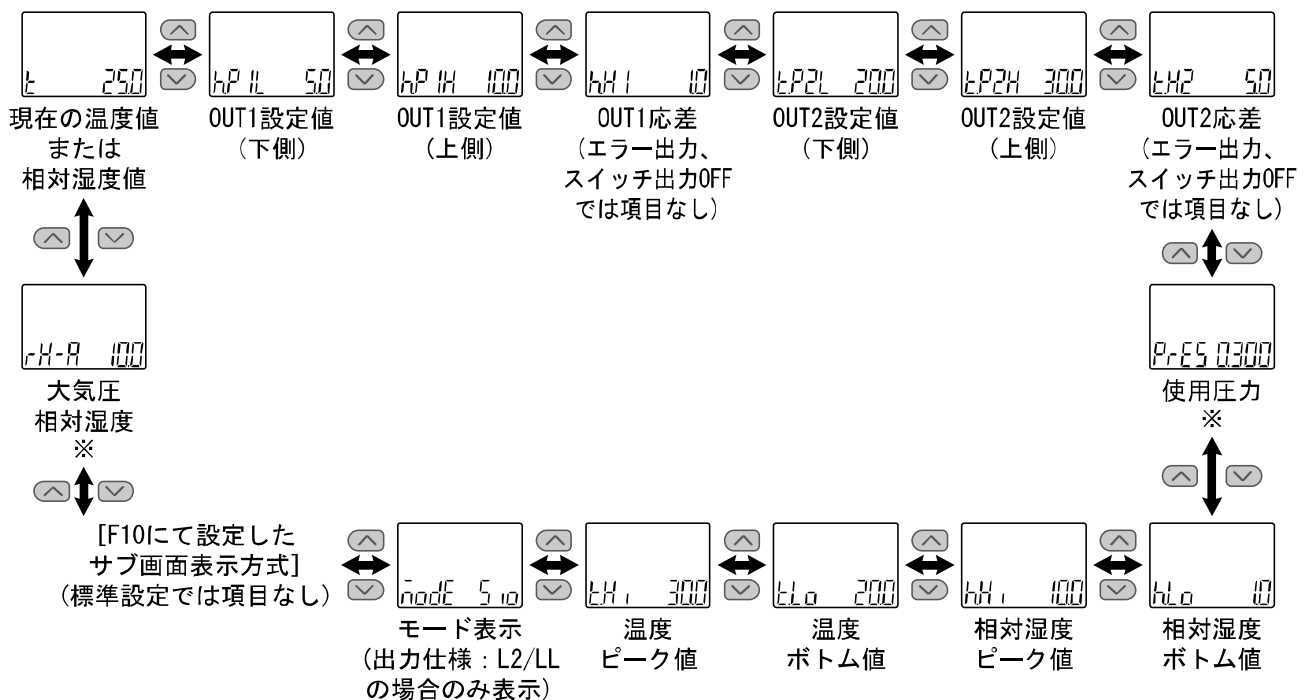 t 25.0
現在の温度値
または
相対湿度値
hP1L 5.0
OUT1設定値
（下側）
hP1H 10.0
OUT1設定値
（上側）
hH1 1.0
OUT1応差
（エラー出力、
スイッチ出力OFF
では項目なし）
tP2L 20.0
OUT2設定値
（下側）
tP2H 30.0
OUT2設定値
（上側）
tH2 5.0
OUT2応差
（エラー出力、
スイッチ出力OFF
では項目なし）
rH-A 10.0
大気圧
相対湿度
※
PrES 0.300
使用圧力
※
[F10にて設定した
サブ画面表示方式]
（標準設定では項目なし）
modE Sio
モード表示
（出力仕様：L2/LL
の場合のみ表示）
tHi 30.0
温度
ピーク値
tLo 20.0
温度
ボトム値
hHi 10.0
相対湿度
ピーク値
hLo 1.0
相対湿度
ボトム値